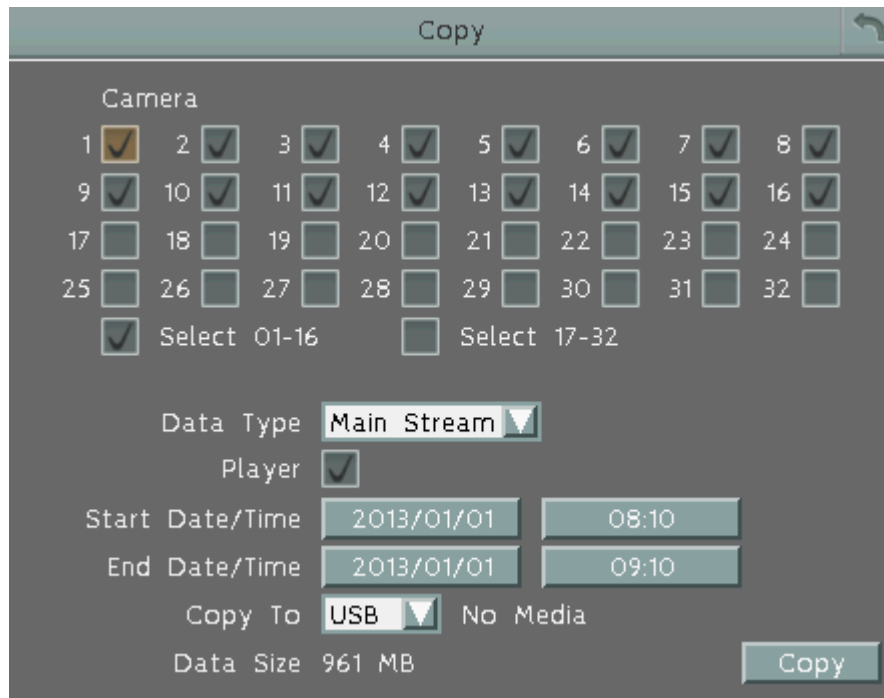 Copy
Camera
1 2 3 4 5 6 7 8
9 10 11 12 13 14 15 16
17 18 19 20 21 22 23 24
25 26 27 28 29 30 31 32
Select 01-16 Select 17-32
Data Type Main Stream
Player
Start Date/Time 2013/01/01 08:10
End Date/Time 2013/01/01 09:10
Copy To USB No Media
Data Size 961 MB Copy